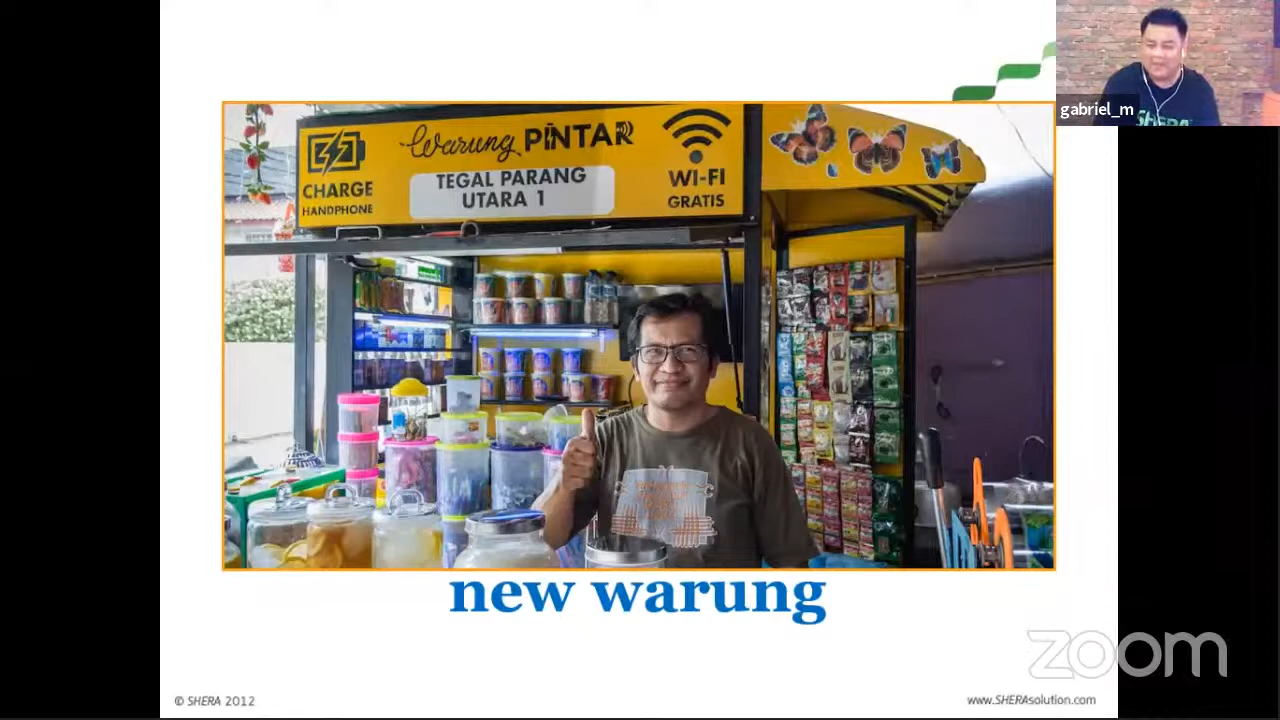 gabriel_m
SHERA
CHARGE
HANDPHONE
Warung PINTAR
TEGAL PARANG
UTARA 1
WI-FI
GRATIS
new warung
zoom
© SHERA 2012
www.SHERAsolution.com